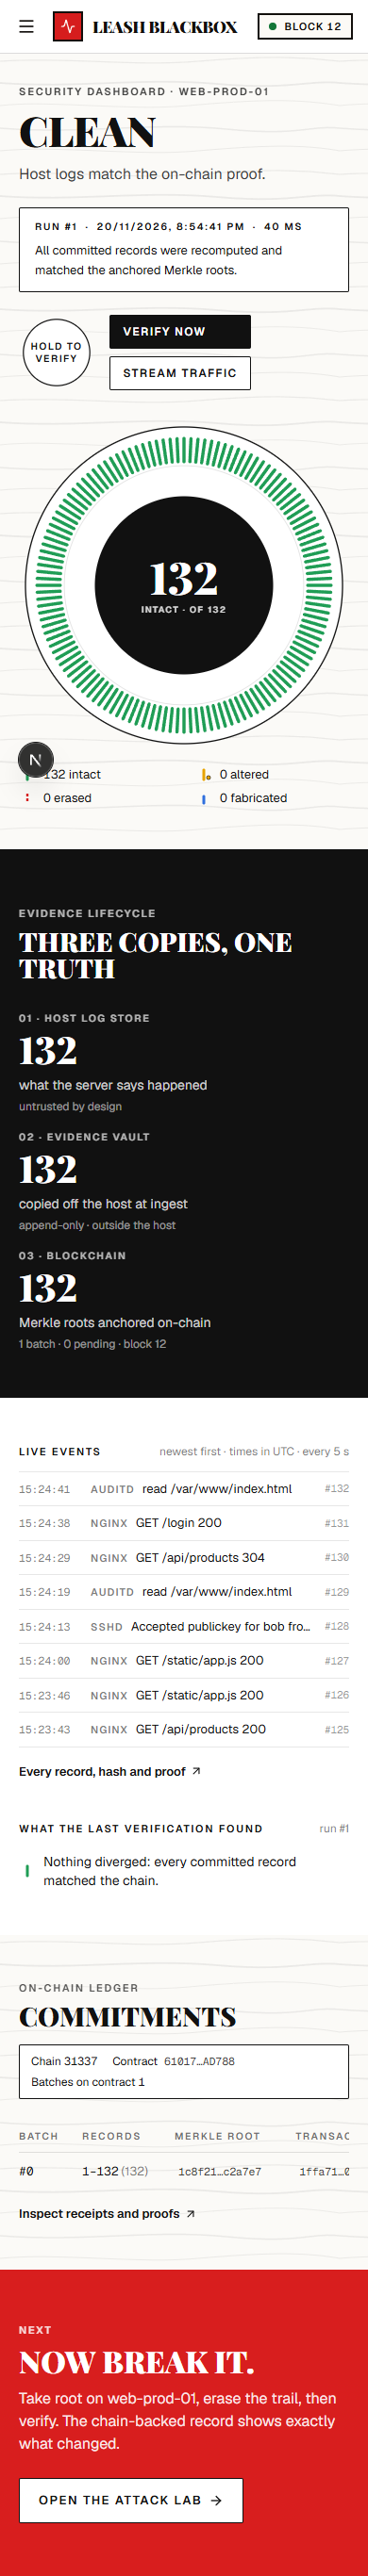 LEASH BLACKBOX
BLOCK 12
SECURITY DASHBOARD · WEB-PROD-01
CLEAN
Host logs match the on-chain proof.
RUN #1 · 20/11/2026, 8:54:41 PM · 40 MS
All committed records were recomputed and
matched the anchored Merkle roots.
HOLD TO
VERIFY
VERIFY NOW
STREAM TRAFFIC
132
INTACT · OF 132
N
132 intact
0 altered
0 erased
0 fabricated
EVIDENCE LIFECYCLE
THREE COPIES, ONE
TRUTH
01 · HOST LOG STORE
132
what the server says happened
untrusted by design
02 · EVIDENCE VAULT
132
copied off the host at ingest
append-only · outside the host
03 · BLOCKCHAIN
132
Merkle roots anchored on-chain
1 batch · 0 pending · block 12
LIVE EVENTS newest first · times in UTC · every 5 s
15:24:41 AUDITD read /var/www/index.html #132
15:24:38 NGINX GET /login 200 #131
15:24:29 NGINX GET /api/products 304 #130
15:24:19 AUDITD read /var/www/index.html #129
15:24:13 SSHD Accepted publickey for bob fro… #128
15:24:00 NGINX GET /static/app.js 200 #127
15:23:46 NGINX GET /static/app.js 200 #126
15:23:43 NGINX GET /api/products 200 #125
Every record, hash and proof ↗
WHAT THE LAST VERIFICATION FOUND run #1
Nothing diverged: every committed record
matched the chain.
ON-CHAIN LEDGER
COMMITMENTS
Chain 31337 Contract 61017…AD788
Batches on contract 1
BATCH RECORDS MERKLE ROOT TRANSAC
#0 1–132 (132) 1c8f21…c2a7e7 1ffa71…
Inspect receipts and proofs ↗
NEXT
NOW BREAK IT.
Take root on web-prod-01, erase the trail, then
verify. The chain-backed record shows exactly
what changed.
OPEN THE ATTACK LAB →